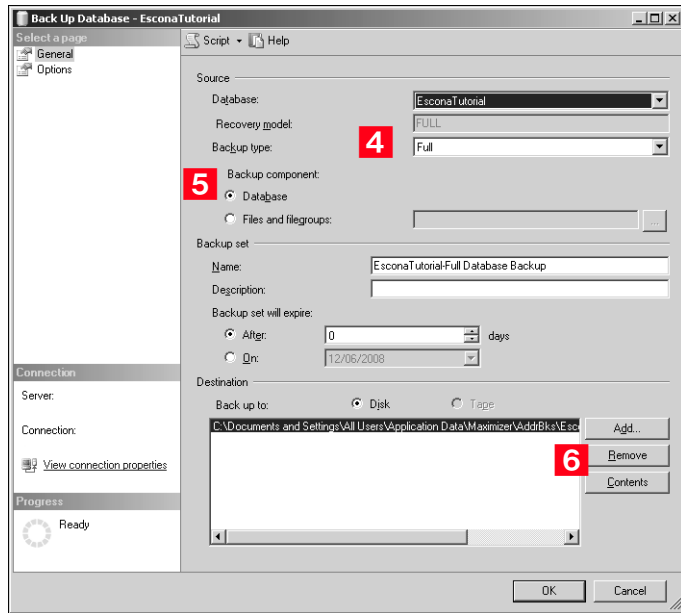 Back Up Database - EsconaTutorial
Select a page
General
Options
Script Help
Source
Database: EsconaTutorial
Recovery model: FULL
4
Backup type: Full
Backup component:
5
Database
Files and filegroups: ...
Backup set
Name: EsconaTutorial-Full Database Backup
Description:
Backup set will expire:
After: 0 days
On: 12/06/2008
Destination
Back up to: Disk Tape
C:\Documents and Settings\All Users\Application Data\Maximizer\AddrBks\Esco
Add...
6
Remove
Contents
Connection
Server:
Connection:
View connection properties
Progress
Ready
OK Cancel